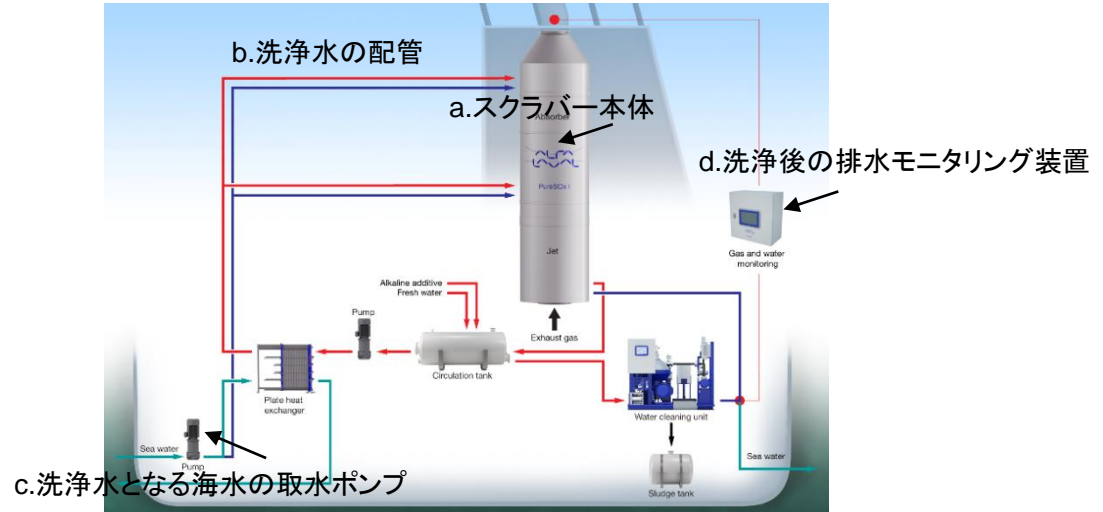 b.洗浄水の配管
a.スクラバー本体
Absorber
ALFA
LAVAL
PureSOx I
d.洗浄後の排水モニタリング装置
Jet
Gas and water
monitoring
Alkaline additive
Fresh water
Pump
Exhaust gas
Circulation tank
Plate heat
exchanger
Water cleaning unit
Sea water
Pump
Sea water
c.洗浄水となる海水の取水ポンプ
Sludge tank